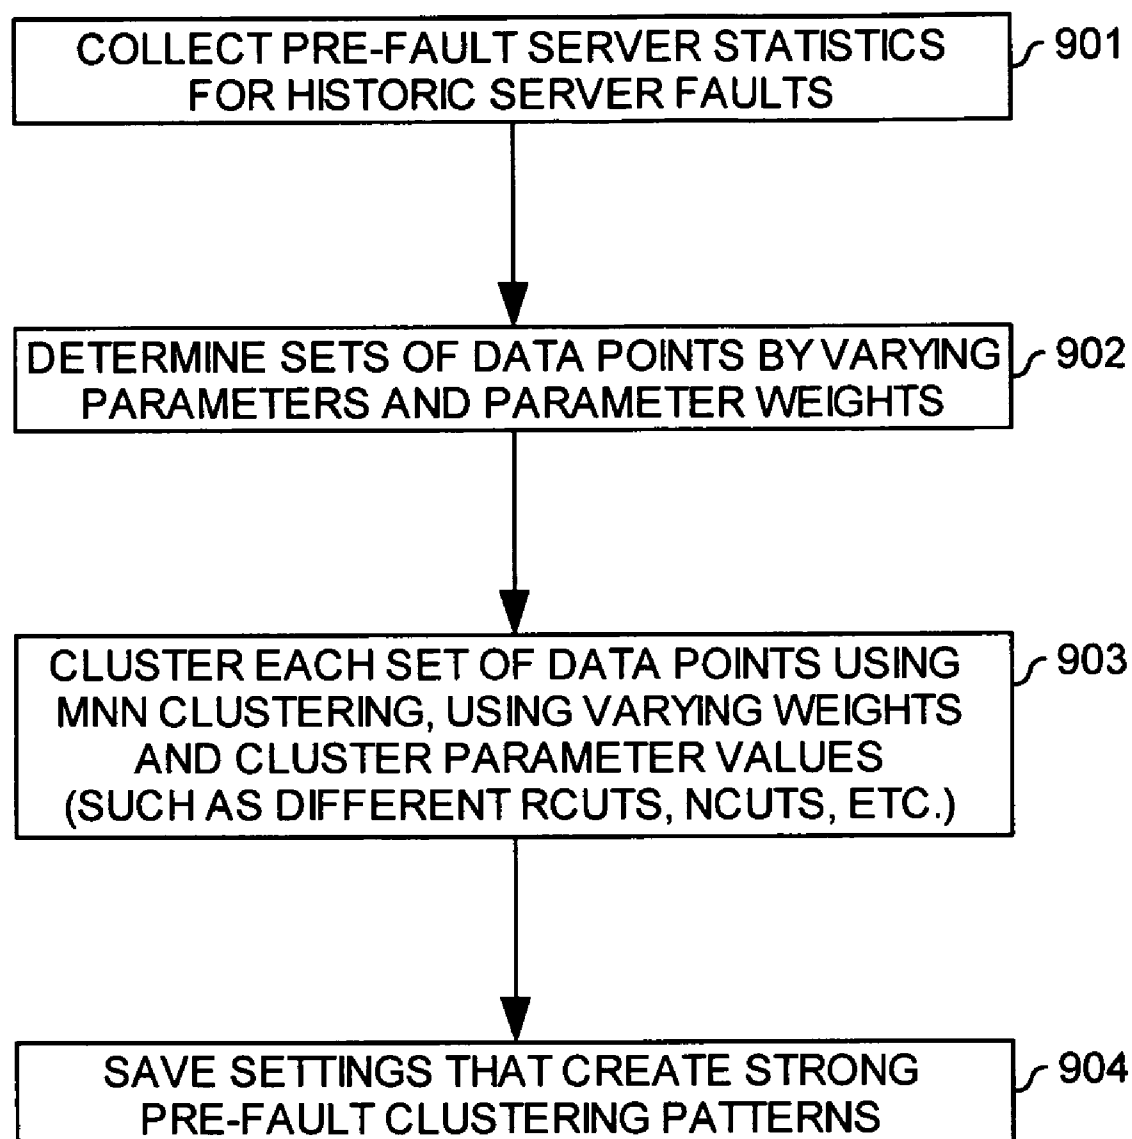 COLLECT PRE-FAULT SERVER STATISTICS
FOR HISTORIC SERVER FAULTS
901
DETERMINE SETS OF DATA POINTS BY VARYING
PARAMETERS AND PARAMETER WEIGHTS
902
CLUSTER EACH SET OF DATA POINTS USING
MNN CLUSTERING, USING VARYING WEIGHTS
AND CLUSTER PARAMETER VALUES
(SUCH AS DIFFERENT RCUTS, NCUTS, ETC.)
903
SAVE SETTINGS THAT CREATE STRONG
PRE-FAULT CLUSTERING PATTERNS
904